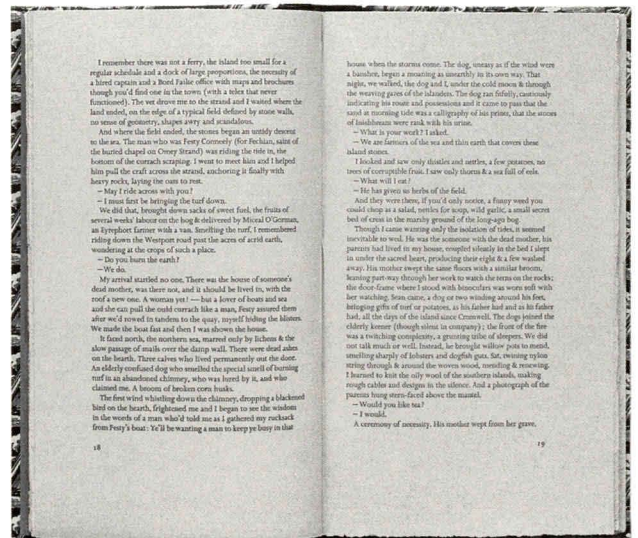 I remember there was not a ferry, the island too small for a
regular schedule and a dock of large proportions, the necessity of
a hired captain and a Bord Failte office with maps and brochures
though you'd find one in the town (with a telex that never
functioned). The vet drove me to the strand and I waited where the
land ended, on the edge of a typical field defined by stone walls,
no sense of geometry, shapes awry and scandalous.
And where the field ended, the stones began an untidy descent
to the sea. The man who was Festy Conneely (for Fechian, saint of
the buried chapel on Omey Strand) was riding the tide in, the
bottom of the currach scraping. I went to meet him and I helped
him pull the craft across the strand, anchoring it finally with
heavy rocks, laying the oars to rest.
– May I ride across with you?
– I must first be bringing the turf down.
We did that, brought down sacks of sweet fuel, the fruits of
several weeks' labour on the bog & delivered by Miceal O'Gorman,
an Eyrephort farmer with a van. Smelling the turf, I remembered
riding down the Westport road past the acres of acrid earth,
wondering at the crops of such a place.
– Do you burn the earth?
– We do.
My arrival startled no one. There was the house of someone's
dead mother, was there not, and it should be lived in, with the
roof a new one. A woman yet! — but a lover of boats and sea
and she can pull the ould currach like a man, Festy assured them
after we'd rowed in tandem to the quay, myself hiding the blisters.
We made the boat fast and then I was shown the house.
It faced north, the northern sea, marred only by lichens & the
slow passage of snails over the damp wall. There were dead ashes
on the hearth. Three calves who lived permanently out the door.
An elderly confused dog who smelled the special smell of burning
turf in an abandoned chimney, who was lured by it, and who
claimed me. A broom of broken corn husks.
The first wind whistling down the chimney, dropping a blackened
bird on the hearth, frightened me and I began to see the wisdom
in the words of a man who'd told me as I gathered my rucksack
from Festy's boat: Ye'll be wanting a man to keep ye busy in that
18
house when the storms come. The dog, uneasy as if the wind were
a banshee, began a moaning as unearthly in its own way. That
night, we walked, the dog and I, under the cold moon & through
the weaving gazes of the islanders. The dog ran fitfully, cautiously
indicating his route and possessions and it came to pass that the
sand at morning tide was a calligraphy of his prints, that the stones
of Inishbearna were rank with his urine.
– What is your work? I asked.
– We are farmers of the sea and thin earth that covers these
island stones.
I looked and saw only thistles and nettles, a few potatoes, no
trees of corruptible fruit. I saw only thorns & a sea full of eels.
– What will I eat?
– He has given us herbs of the field.
And they were there, if you'd only notice, a funny weed you
could chop as a salad, nettles for soup, wild garlic, a small secret
bed of cress in the marshy ground of the long-ago bog.
Though I came wanting only the isolation of tides, it seemed
inevitable to wed. He was the someone with the dead mother, his
parents had lived in my house, coupled silently in the bed I slept
in under the sacred heart, producing their eight & a few washed
away. His mother swept the same floors with a similar broom,
leaning part-way through her work to watch the terns on the rocks;
the door-frame where I stood with binoculars was worn soft with
her watching. Sean came, a dog or two winding around his feet,
bringing gifts of turf or potatoes, as his father had and as his father
had, all the days of the island since Cromwell. The dogs joined the
elderly keener (though silent in company); the front of the fire
was a twitching complexity, a grunting tribe of sleepers. We did
not talk much or well. Instead, he brought willow pots to mend,
smelling sharply of lobsters and dogfish guts. Sat, twining nylon
string through & around the woven wood, mending & renewing.
I learned to knit the oily wool of the southern islands, making
rough cables and designs in the silence. And a photograph of the
parents hung stern-faced above the mantel.
– Would you like tea?
– I would.
A ceremony of necessity. His mother wept from her grave.
19